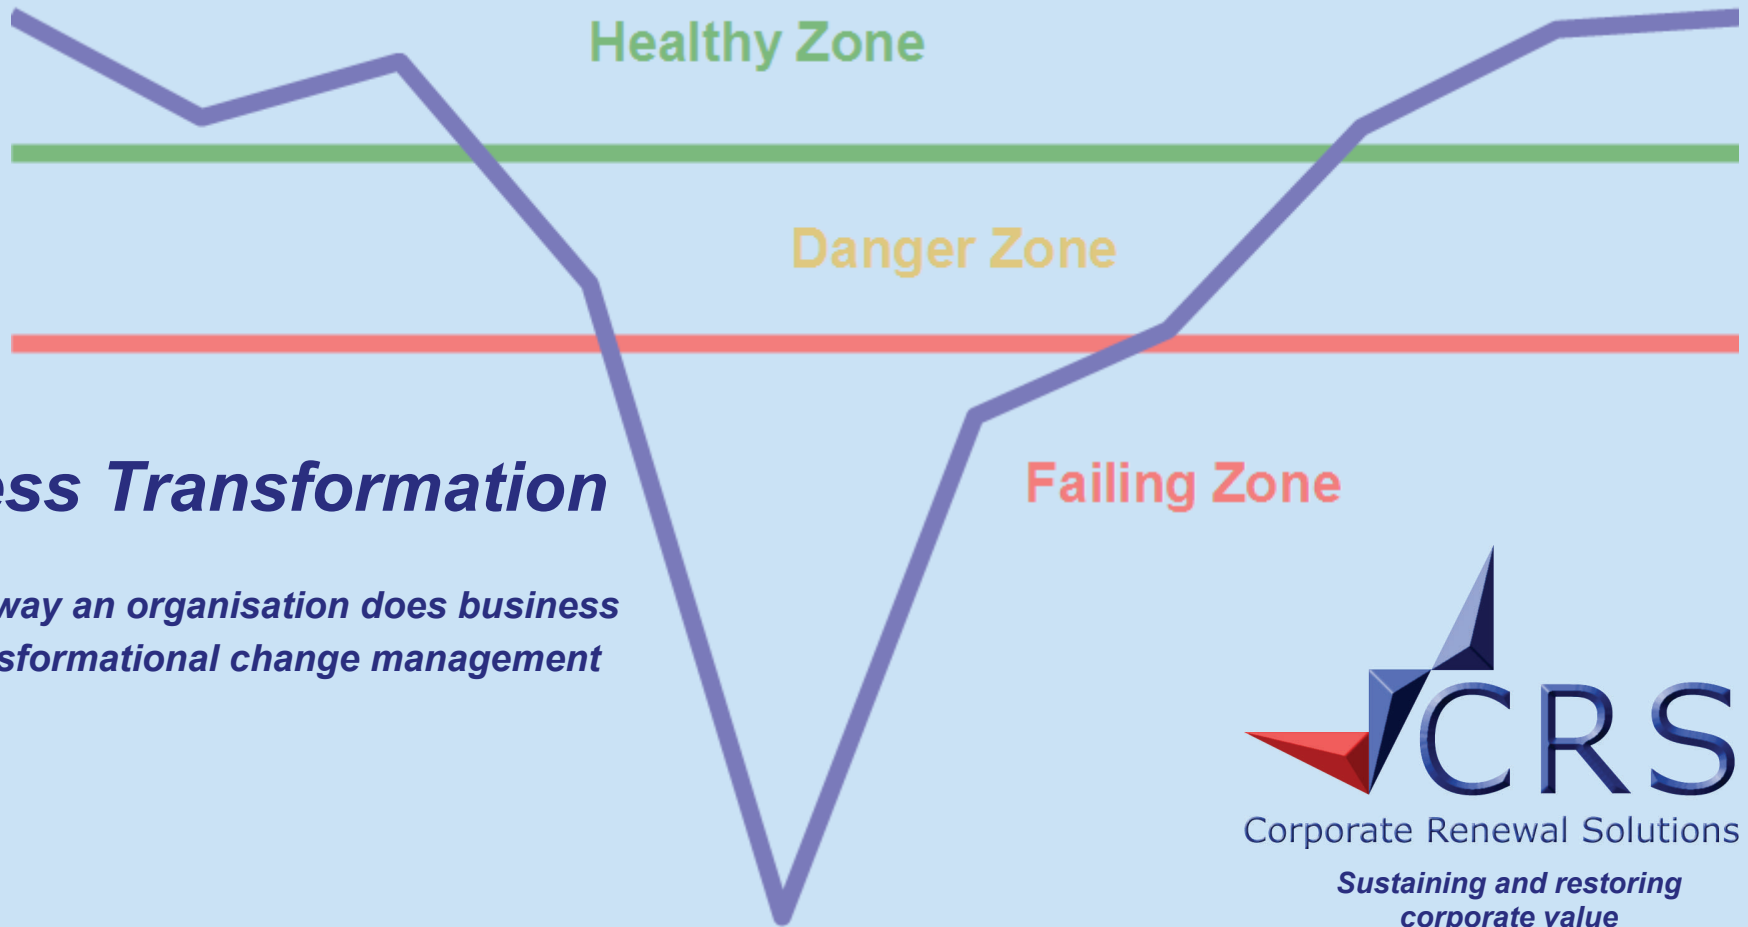 Healthy Zone
Danger Zone
Failing Zone
ess Transformation
way an organisation does business
sformational change management
CRS
Corporate Renewal Solutions
Sustaining and restoring
corporate value